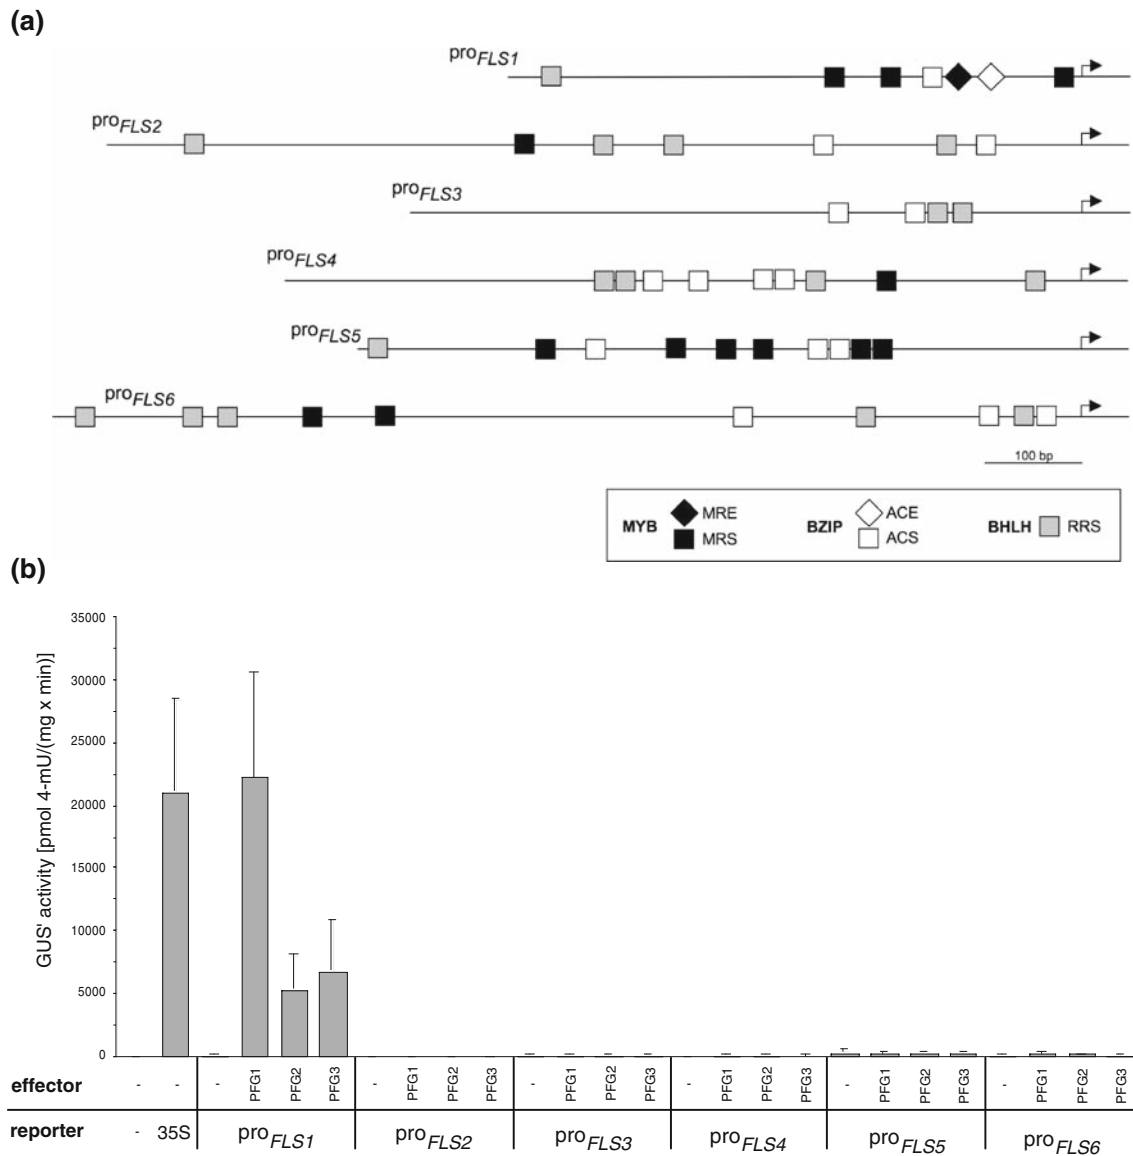 (a)
proFLS1
proFLS2
proFLS3
proFLS4
proFLS5
proFLS6
100 bp
MYB MRE BZIP ACE BHLH RRS
MRS ACS
(b)
GUS' activity [pmol 4-mU/(mg x min)]
35000
30000
25000
20000
15000
10000
5000
0
effector - - - PFG1 PFG2 PFG3 - PFG1 PFG2 PFG3 - PFG1 PFG2 PFG3 - PFG1 PFG2 PFG3 - PFG1 PFG2 PFG3 - PFG1 PFG2 PFG3
reporter - 35S proFLS1 proFLS2 proFLS3 proFLS4 proFLS5 proFLS6